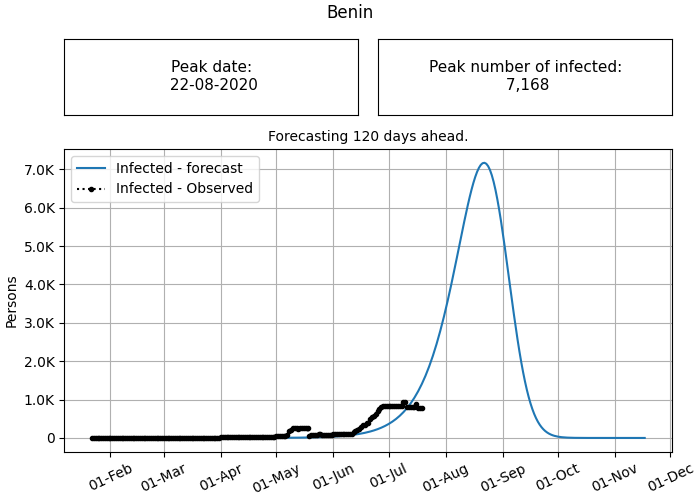 Benin
Peak date:
22-08-2020
Peak number of infected:
7,168
Forecasting 120 days ahead.
Infected - forecast
Infected - Observed
7.0K
6.0K
5.0K
4.0K
3.0K
2.0K
1.0K
0
Persons
01-Feb
01-Mar
01-Apr
01-May
01-Jun
01-Jul
01-Aug
01-Sep
01-Oct
01-Nov
01-Dec